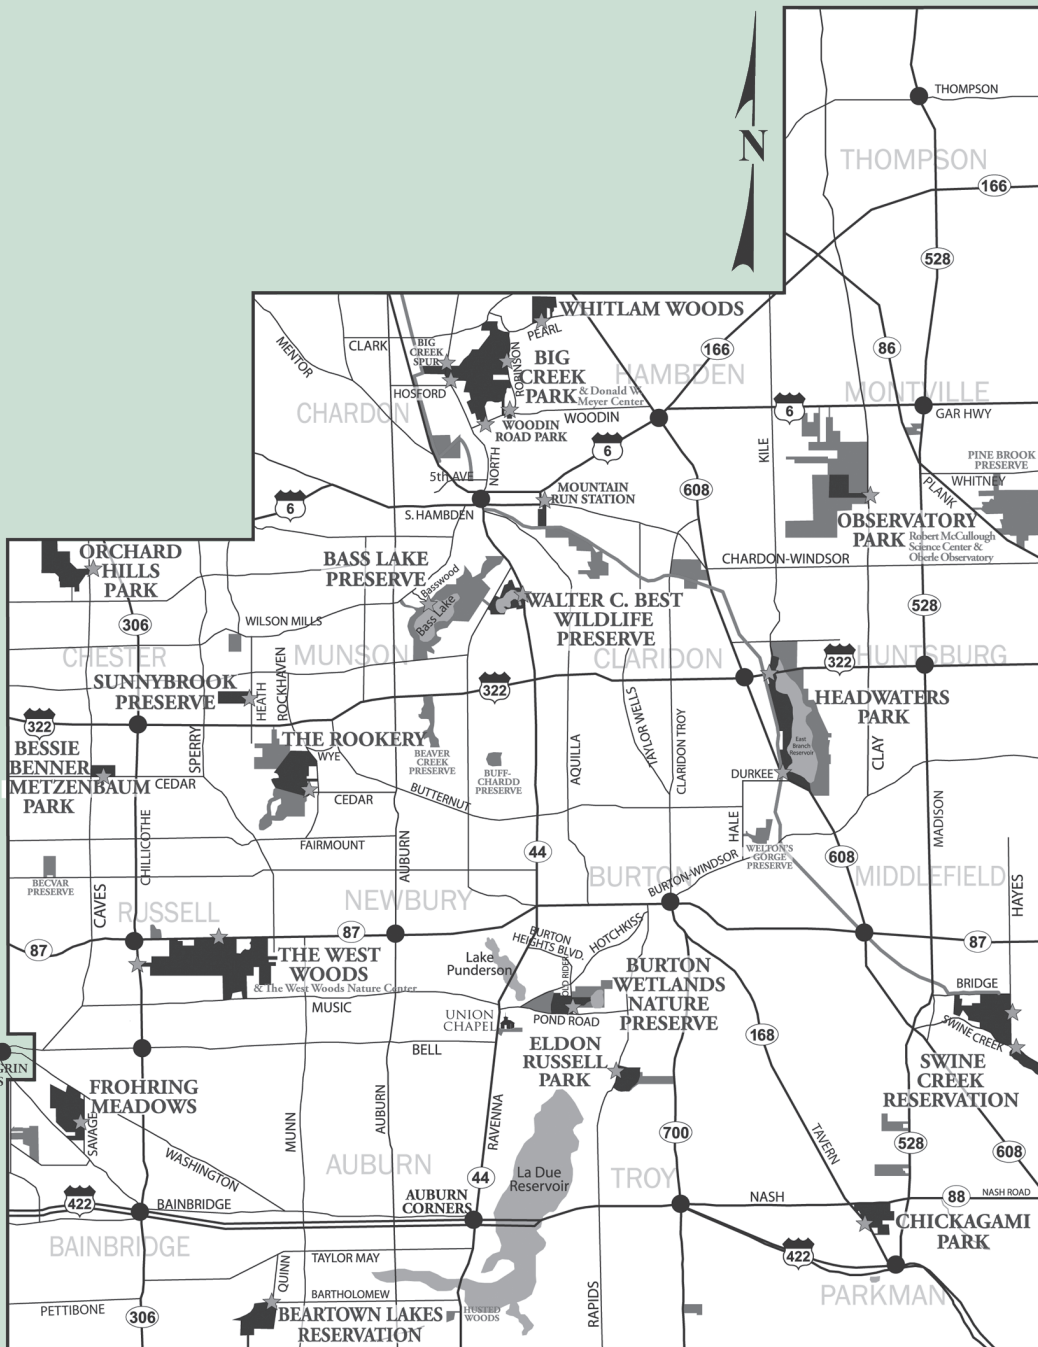 THOMPSON
N
THOMPSON
166
528
WHITLAM WOODS
PEARL
CLARK
MENTOR
BIG
CREEK
SPUR
ROBINSON
BIG
CREEK
PARK
& Donald W.
Meyer Center
166
86
HAMBDEN
MONTVILLE
HOSFORD
CHARDON
6
GAR HWY
WOODIN
WOODIN
ROAD PARK
KILE
6
NORTH
5th AVE
PINE BROOK
PRESERVE
WHITNEY
PLANK
608
MOUNTAIN
RUN STATION
6
S. HAMBDEN
OBSERVATORY
PARK
Robert McCullough
Science Center &
Oberle Observatory
ORCHARD
HILLS
PARK
BASS LAKE
PRESERVE
Basswood
Bass Lake
CHARDON-WINDSOR
WALTER C. BEST
WILDLIFE
PRESERVE
528
306
WILSON MILLS
CHESTER
MUNSON
CLARIDON
322
HUNTSBURG
SUNNYBROOK
PRESERVE
HEATH
ROCKHAVEN
322
HEADWATERS
PARK
322
TAYLOR WELLS
CLARIDON TROY
CLAY
East
Branch
Reservoir
BESSIE
BENNER
METZENBAUM
PARK
SPERRY
THE ROOKERY
WYE
BEAVER
CREEK
PRESERVE
AQUILLA
CEDAR
CEDAR
BUFF-
CHARDD
PRESERVE
DURKEE
BUTTERNUT
MADISON
CHILLICOTHE
FAIRMOUNT
AUBURN
HALE
WELTON'S
GORGE
PRESERVE
44
608
BECVAR
PRESERVE
BURTON
BURTON-WINDSOR
MIDDLEFIELD
CAVES
RUSSELL
NEWBURY
HAYES
87
87
87
BURTON
HEIGHTS BLVD.
HOTCHKISS
THE WEST
WOODS
& The West Woods Nature Center
Lake
Punderson
OLD RIDER
BURTON
WETLANDS
NATURE
PRESERVE
BRIDGE
MUSIC
UNION
CHAPEL
POND ROAD
SWINE CREEK
168
BELL
ELDON
RUSSELL
PARK
SWINE
CREEK
RESERVATION
GRIN
S
FROHRING
MEADOWS
SAVAGE
MUNN
AUBURN
RAVENNA
700
TAVERN
528
608
WASHINGTON
AUBURN
44
La Due
Reservoir
TROY
422
BAINBRIDGE
AUBURN
CORNERS
NASH
88
NASH ROAD
CHICKAGAMI
PARK
BAINBRIDGE
422
TAYLOR MAY
QUINN
PARKMAN
BARTHOLOMEW
RAPIDS
PETTIBONE
306
BEARTOWN LAKES
RESERVATION
HUSTED
WOODS